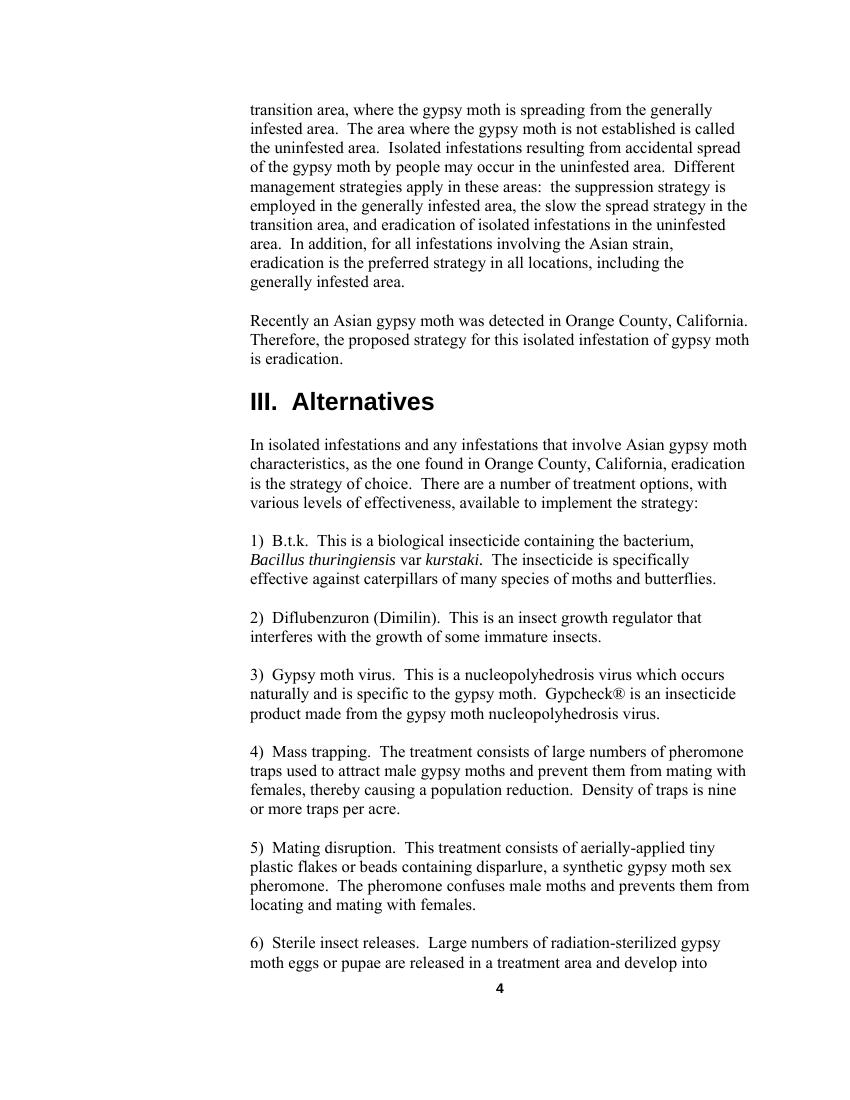 transition area, where the gypsy moth is spreading from the generally
infested area.  The area where the gypsy moth is not established is called
the uninfested area.  Isolated infestations resulting from accidental spread
of the gypsy moth by people may occur in the uninfested area.  Different
management strategies apply in these areas:  the suppression strategy is
employed in the generally infested area, the slow the spread strategy in the
transition area, and eradication of isolated infestations in the uninfested
area.  In addition, for all infestations involving the Asian strain,
eradication is the preferred strategy in all locations, including the
generally infested area.
Recently an Asian gypsy moth was detected in Orange County, California.
Therefore, the proposed strategy for this isolated infestation of gypsy moth
is eradication.
III.  Alternatives
In isolated infestations and any infestations that involve Asian gypsy moth
characteristics, as the one found in Orange County, California, eradication
is the strategy of choice.  There are a number of treatment options, with
various levels of effectiveness, available to implement the strategy:
1)  B.t.k.  This is a biological insecticide containing the bacterium,
Bacillus thuringiensis var kurstaki.  The insecticide is specifically
effective against caterpillars of many species of moths and butterflies.
2)  Diflubenzuron (Dimilin).  This is an insect growth regulator that
interferes with the growth of some immature insects.
3)  Gypsy moth virus.  This is a nucleopolyhedrosis virus which occurs
naturally and is specific to the gypsy moth.  Gypcheck® is an insecticide
product made from the gypsy moth nucleopolyhedrosis virus.
4)  Mass trapping.  The treatment consists of large numbers of pheromone
traps used to attract male gypsy moths and prevent them from mating with
females, thereby causing a population reduction.  Density of traps is nine
or more traps per acre.
5)  Mating disruption.  This treatment consists of aerially-applied tiny
plastic flakes or beads containing disparlure, a synthetic gypsy moth sex
pheromone.  The pheromone confuses male moths and prevents them from
locating and mating with females.
6)  Sterile insect releases.  Large numbers of radiation-sterilized gypsy
moth eggs or pupae are released in a treatment area and develop into
4